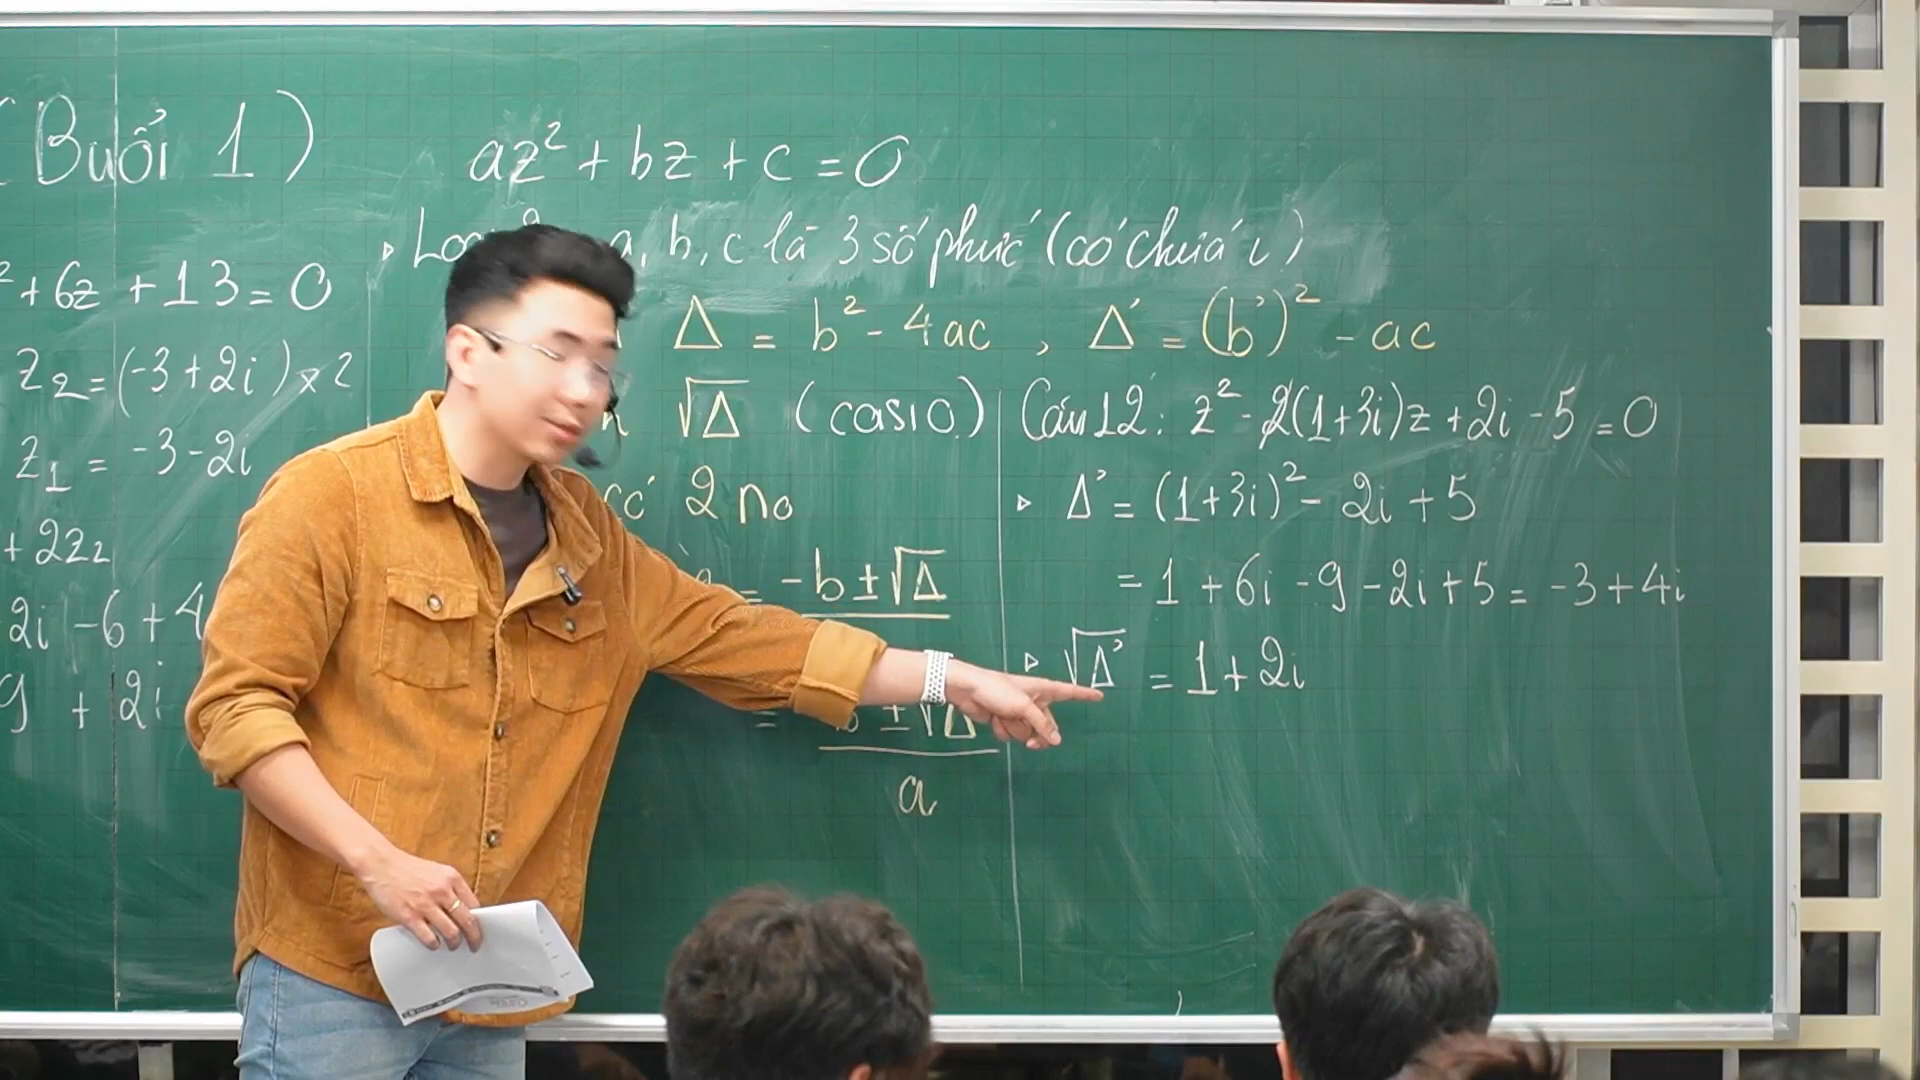 (Buổi 1)
² + 6z + 13 = 0
z₂ = (-3 + 2i) x 2
z₁ = -3 - 2i
+ 2z₂
2i - 6 + 4
9 + 2i
az² + bz + c = 0
a, b, c là 3 số phức (có chứa i)
Δ = b² - 4ac , Δ' = (b')² - ac
√Δ (casio)
có 2 no
= -b ± √Δ
= ± √Δ
a
Câu 12: z² - 2(1+3i)z + 2i - 5 = 0
Δ' = (1+3i)² - 2i + 5
= 1 + 6i - 9 - 2i + 5 = -3 + 4i
√Δ' = 1 + 2i